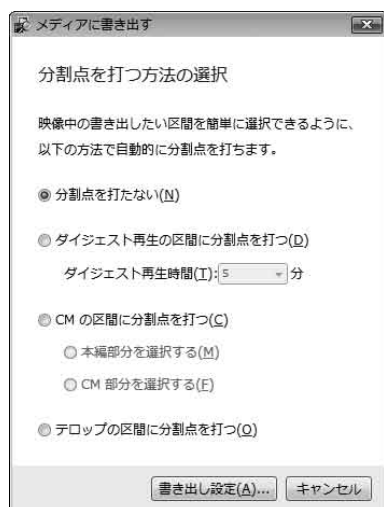 メディアに書き出す
分割点を打つ方法の選択
映像中の書き出したい区間を簡単に選択できるように、
以下の方法で自動的に分割点を打ちます。
分割点を打たない(N)
ダイジェスト再生の区間に分割点を打つ(D)
ダイジェスト再生時間(T): 5 分
CM の区間に分割点を打つ(C)
本編部分を選択する(M)
CM 部分を選択する(F)
テロップの区間に分割点を打つ(O)
書き出し設定(A)... キャンセル